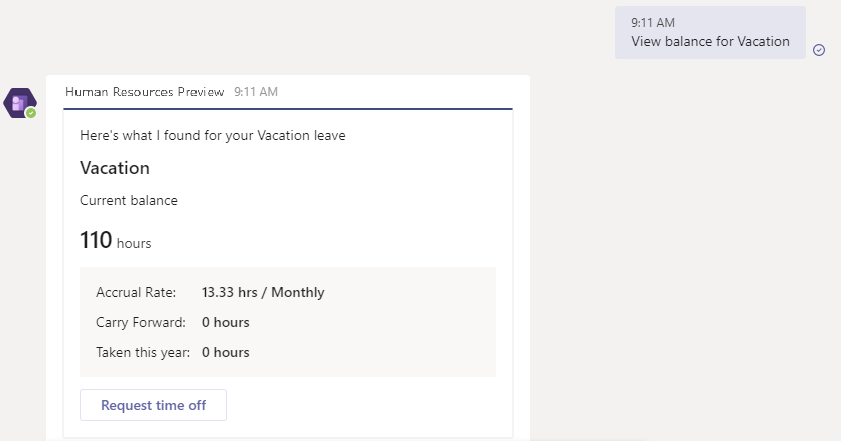 9:11 AM
View balance for Vacation
Human Resources Preview 9:11 AM
Here's what I found for your Vacation leave
Vacation
Current balance
110 hours
Accrual Rate: 13.33 hrs / Monthly
Carry Forward: 0 hours
Taken this year: 0 hours
Request time off